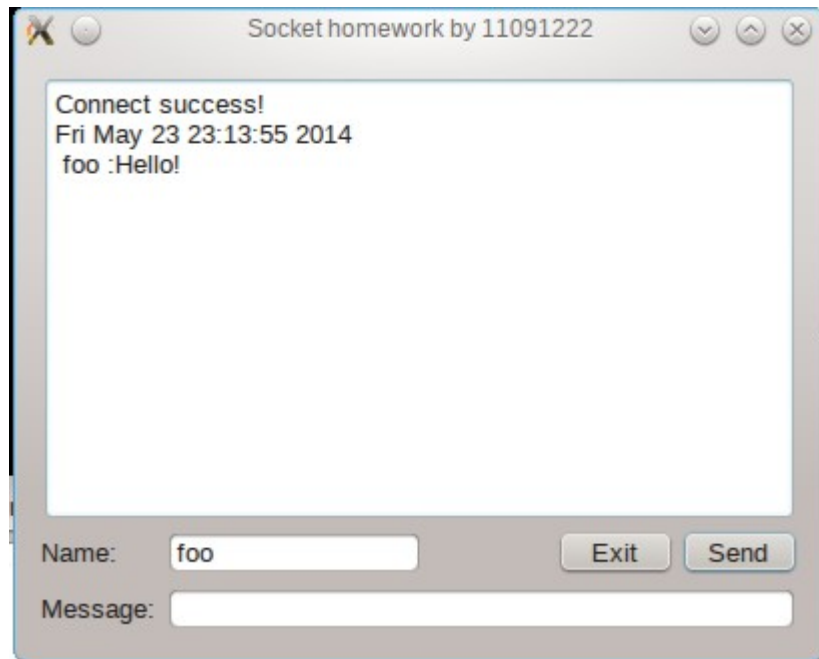 Socket homework by 11091222
Connect success!
Fri May 23 23:13:55 2014
foo :Hello!
Name:
foo
Exit
Send
Message: